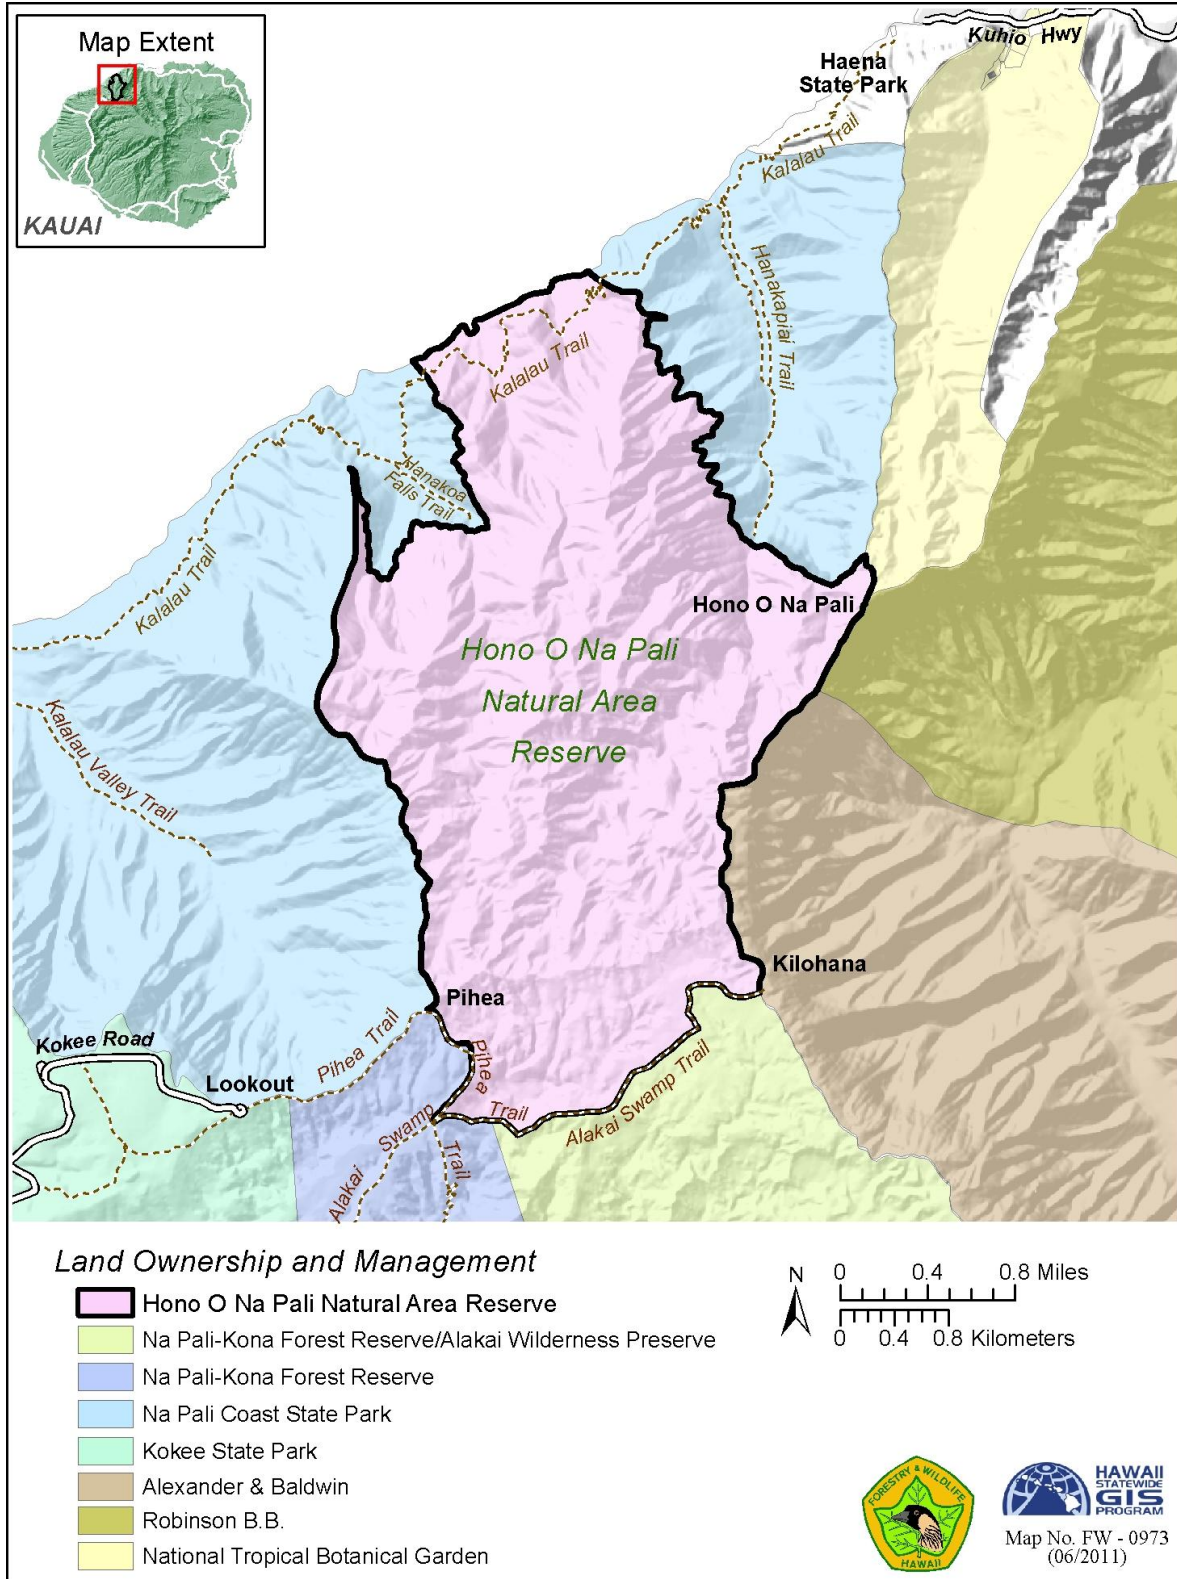 Map Extent
KAUAI
Kuhio Hwy
Haena
State Park
Kalalau Trail
Hanakapiai Trail
Kalalau Trail
Hanakoa
Falls Trail
Kalalau Trail
Hono O Na Pali
Hono O Na Pali
Natural Area
Reserve
Kalalau Valley Trail
Kilohana
Pihea
Kokee Road
Pihea Trail
Lookout
Pihea
Trail
Alakai Swamp Trail
Alakai Swamp
Trail
Land Ownership and Management
Hono O Na Pali Natural Area Reserve
Na Pali-Kona Forest Reserve/Alakai Wilderness Preserve
Na Pali-Kona Forest Reserve
Na Pali Coast State Park
Kokee State Park
Alexander & Baldwin
Robinson B.B.
National Tropical Botanical Garden
N
0 0.4 0.8 Miles
0 0.4 0.8 Kilometers
FORESTRY & WILDLIFE
HAWAII
HAWAII
STATEWIDE
GIS
PROGRAM
Map No. FW - 0973
(06/2011)